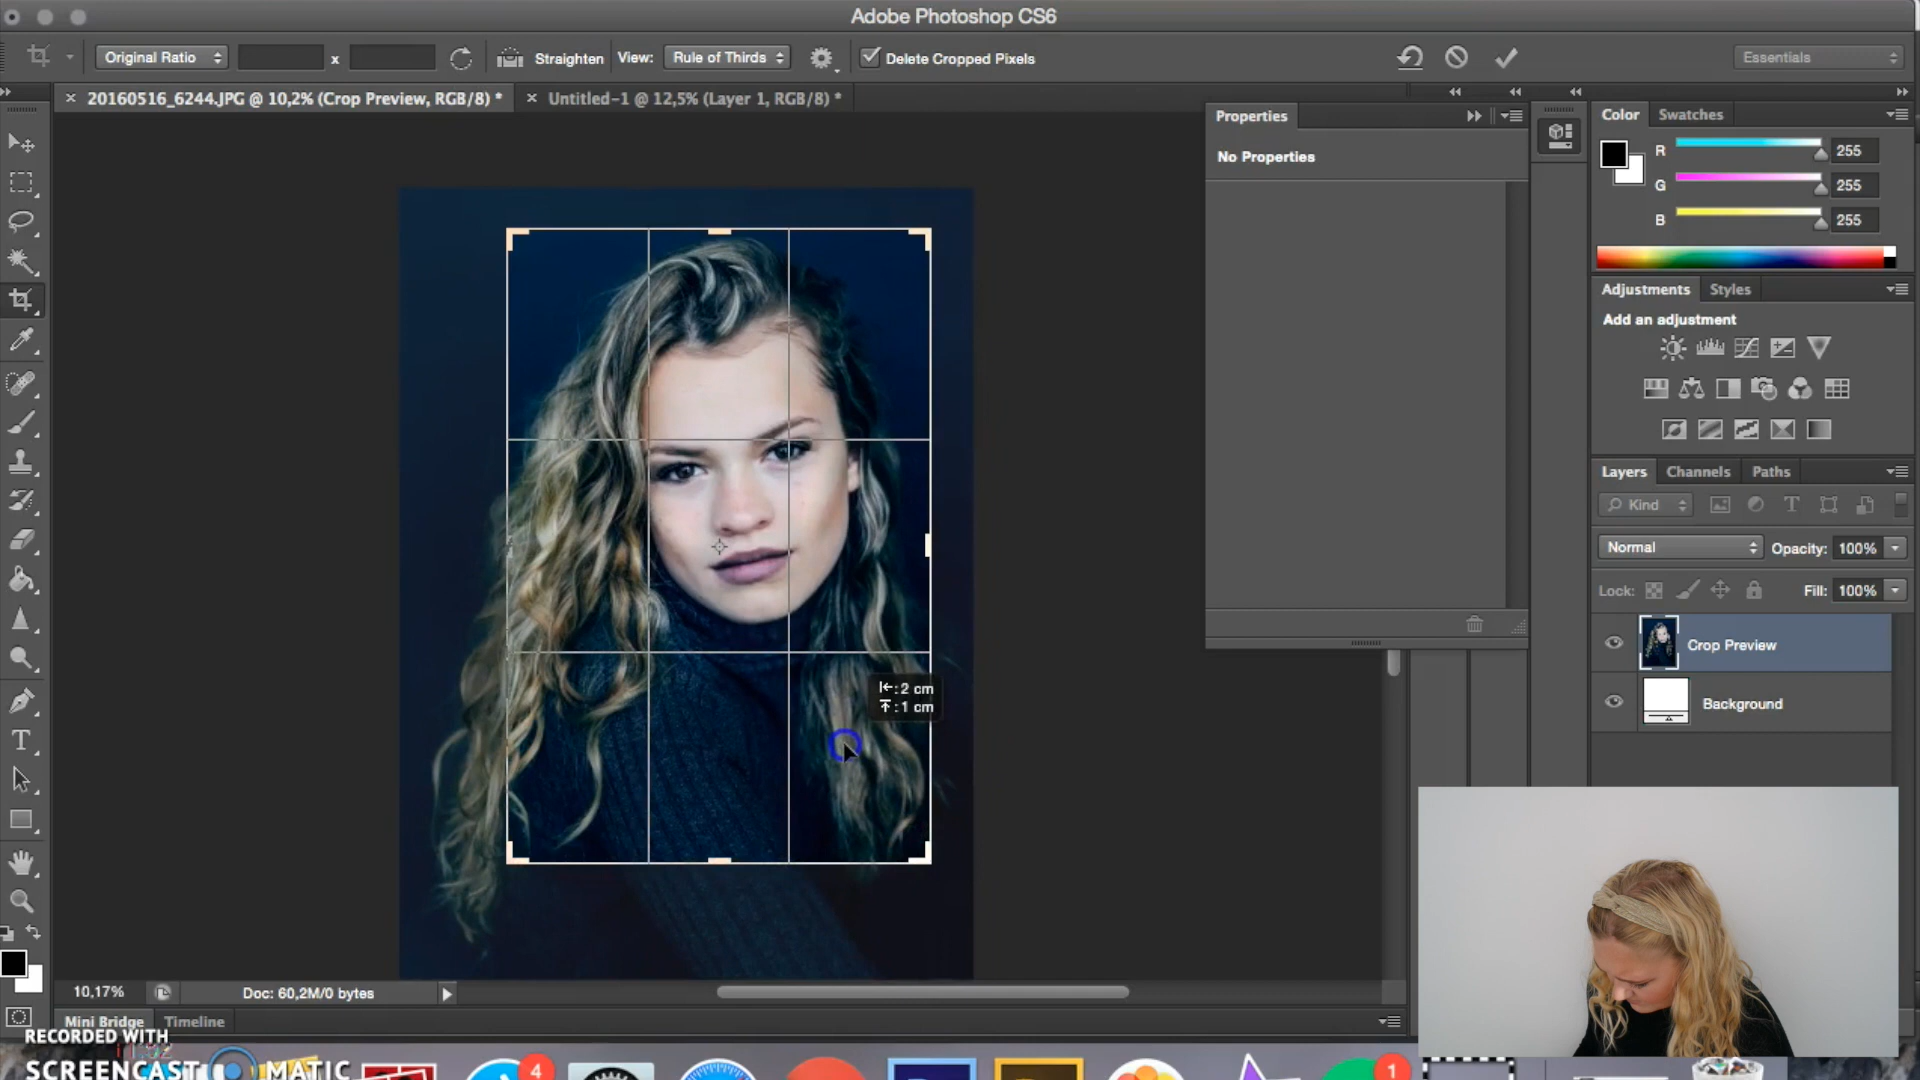 Adobe Photoshop CS6
Original Ratio
x
Straighten
View:
Rule of Thirds
Delete Cropped Pixels
Essentials
20160516_6244.JPG @ 10,2% (Crop Preview, RGB/8) *
Untitled-1 @ 12,5% (Layer 1, RGB/8) *
Properties
No Properties
Color
Swatches
R
255
G
255
B
255
Adjustments
Styles
Add an adjustment
Layers
Channels
Paths
Kind
Normal
Opacity: 100%
Lock:
Fill: 100%
Crop Preview
Background
: 2 cm
: 1 cm
10,17%
Doc: 60,2M/0 bytes
Mini Bridge
Timeline
RECORDED WITH
SCREENCAST MATIC
4
1